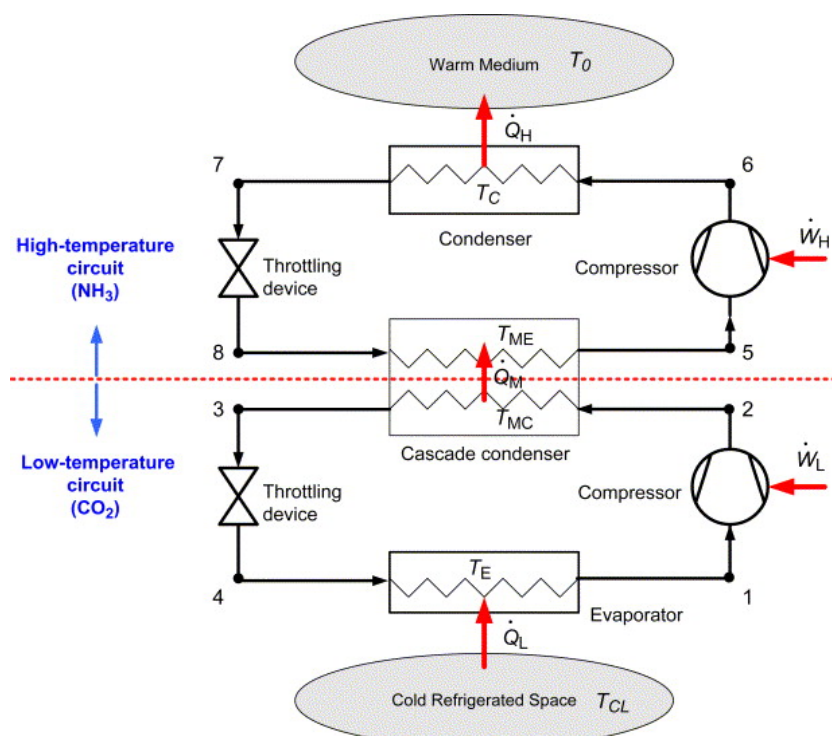 Warm Medium T0
Q̇H
7
6
TC
Condenser
ẆH
High-temperature
circuit
(NH3)
Throttling
device
Compressor
TME
8
5
Q̇M
3
2
TMC
Cascade condenser
ẆL
Low-temperature
circuit
(CO2)
Throttling
device
Compressor
TE
4
1
Evaporator
Q̇L
Cold Refrigerated Space TCL